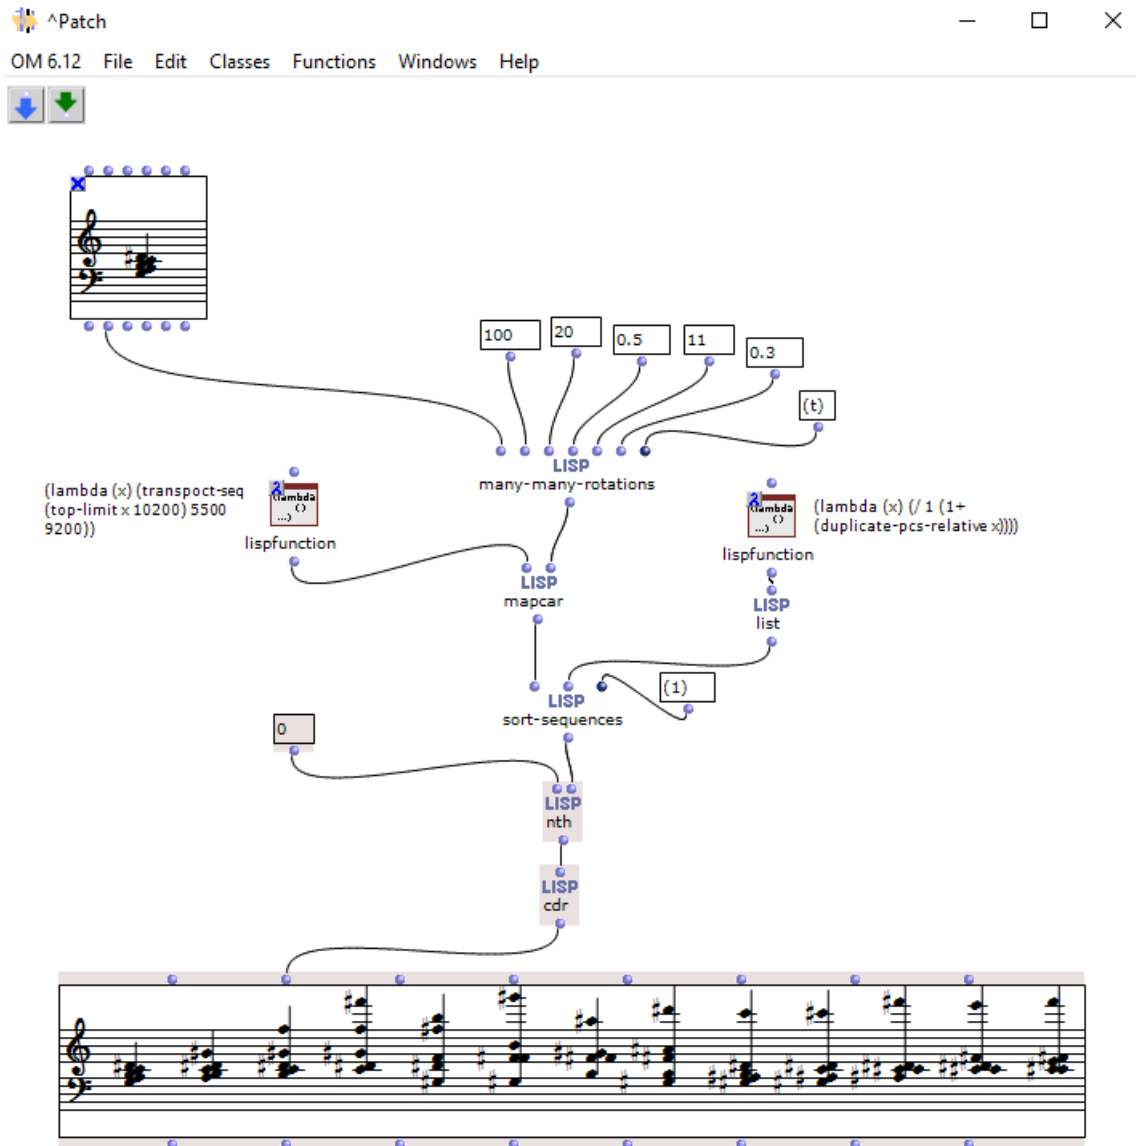 ^Patch
OM 6.12 File Edit Classes Functions Windows Help
100
20
0.5
11
0.3
(t)
LISP
many-many-rotations
(lambda (x) (transpoct-seq
(top-limit x 10200) 5500
9200))
(lambda
()
...)
lispfunction
(lambda
()
...)
lispfunction
(lambda (x) (/ 1 (1+
(duplicate-pcs-relative x))))
LISP
mapcar
LISP
list
LISP
sort-sequences
(1)
0
LISP
nth
LISP
cdr